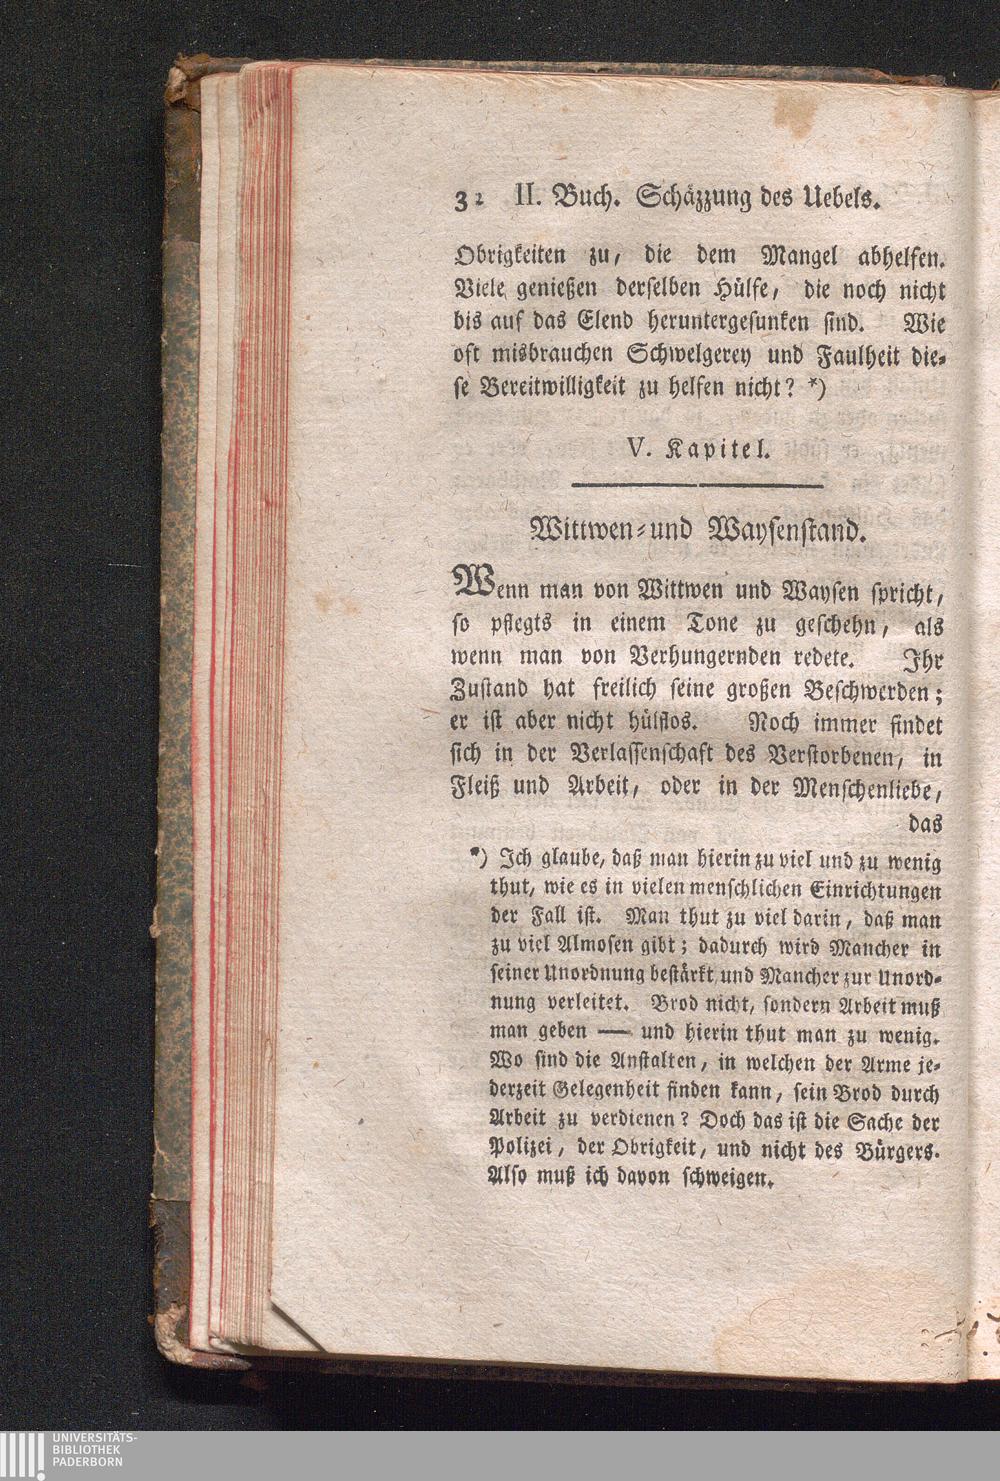 32 II. Buch. Schäzzung des Uebels.
Obrigkeiten zu, die dem Mangel abhelfen.
Viele genießen derselben Hülfe, die noch nicht
bis auf das Elend heruntergesunken sind. Wie
oft misbrauchen Schwelgerey und Faulheit die-
se Bereitwilligkeit zu helfen nicht? *)
V. Kapitel.
Wittwen- und Waysenstand.
Wenn man von Wittwen und Waysen spricht,
so pflegts in einem Tone zu geschehn, als
wenn man von Verhungernden redete. Ihr
Zustand hat freilich seine großen Beschwerden;
er ist aber nicht hülflos. Noch immer findet
sich in der Verlassenschaft des Verstorbenen, in
Fleiß und Arbeit, oder in der Menschenliebe,
das
*) Ich glaube, daß man hierin zu viel und zu wenig
thut, wie es in vielen menschlichen Einrichtungen
der Fall ist. Man thut zu viel darin, daß man
zu viel Almosen gibt; dadurch wird Mancher in
seiner Unordnung bestärkt, und Mancher zur Unord-
nung verleitet. Brod nicht, sondern Arbeit muß
man geben — und hierin thut man zu wenig.
Wo sind die Anstalten, in welchen der Arme je-
derzeit Gelegenheit finden kann, sein Brod durch
Arbeit zu verdienen? Doch das ist die Sache der
Polizei, der Obrigkeit, und nicht des Bürgers.
Also muß ich davon schweigen.
UNIVERSITÄTS-
BIBLIOTHEK
PADERBORN